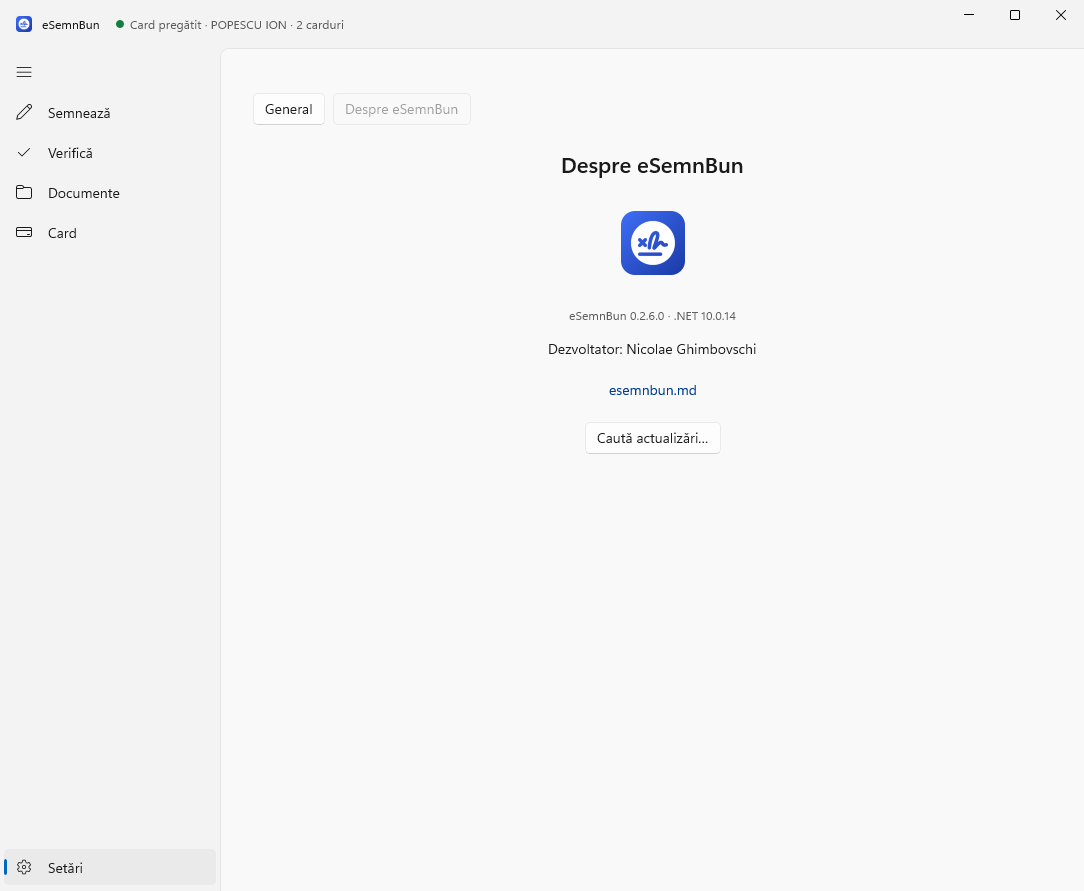 eSemnBun
Card pregătit · POPESCU ION · 2 carduri
Semnează
Verifică
Documente
Card
General
Despre eSemnBun
Despre eSemnBun
eSemnBun 0.2.6.0 · .NET 10.0.14
Dezvoltator: Nicolae Ghimbovschi
esemnbun.md
Caută actualizări...
Setări